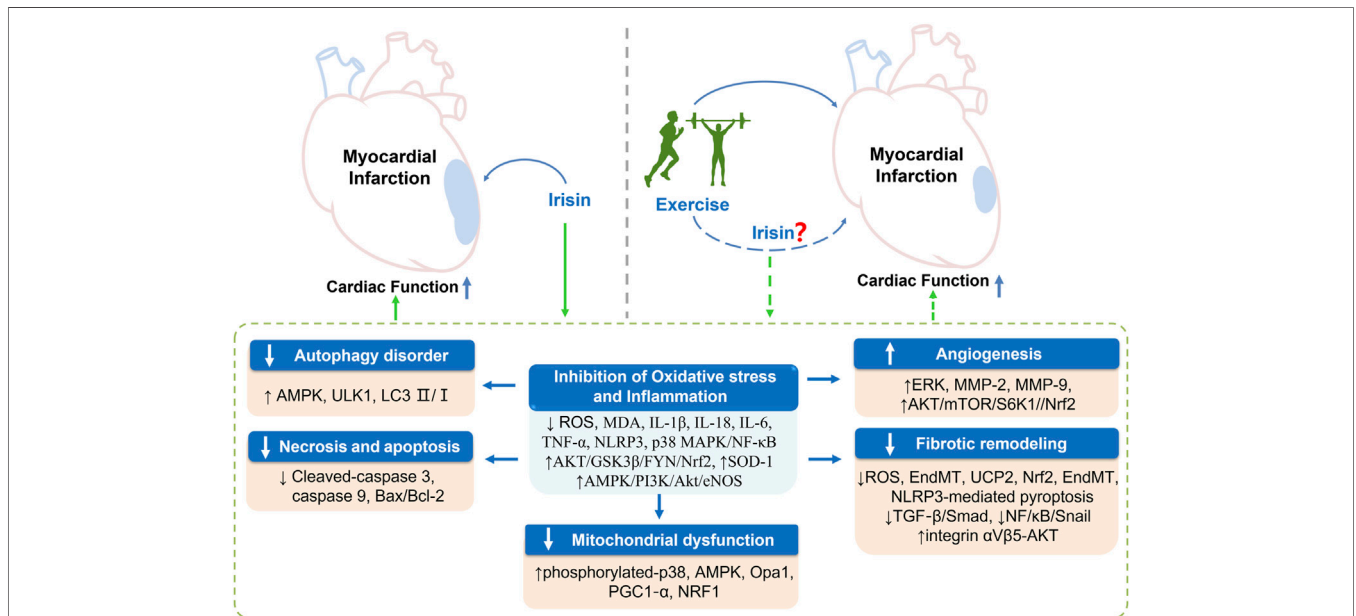 Myocardial
Infarction
Irisin
Cardiac Function ↑
Exercise
Irisin?
Myocardial
Infarction
Cardiac Function ↑
↓ Autophagy disorder
↑ AMPK, ULK1, LC3 Ⅱ/Ⅰ
↓ Necrosis and apoptosis
↓ Cleaved-caspase 3,
caspase 9, Bax/Bcl-2
Inhibition of Oxidative stress
and Inflammation
↓ ROS, MDA, IL-1β, IL-18, IL-6,
TNF-α, NLRP3, p38 MAPK/NF-κB
↑AKT/GSK3β/FYN/Nrf2, ↑SOD-1
↑AMPK/PI3K/Akt/eNOS
↓ Mitochondrial dysfunction
↑phosphorylated-p38, AMPK, Opa1,
PGC1-α, NRF1
↑ Angiogenesis
↑ERK, MMP-2, MMP-9,
↑AKT/mTOR/S6K1//Nrf2
↓ Fibrotic remodeling
↓ROS, EndMT, UCP2, Nrf2, EndMT,
NLRP3-mediated pyroptosis
↓TGF-β/Smad, ↓NF/κB/Snail
↑integrin αVβ5-AKT